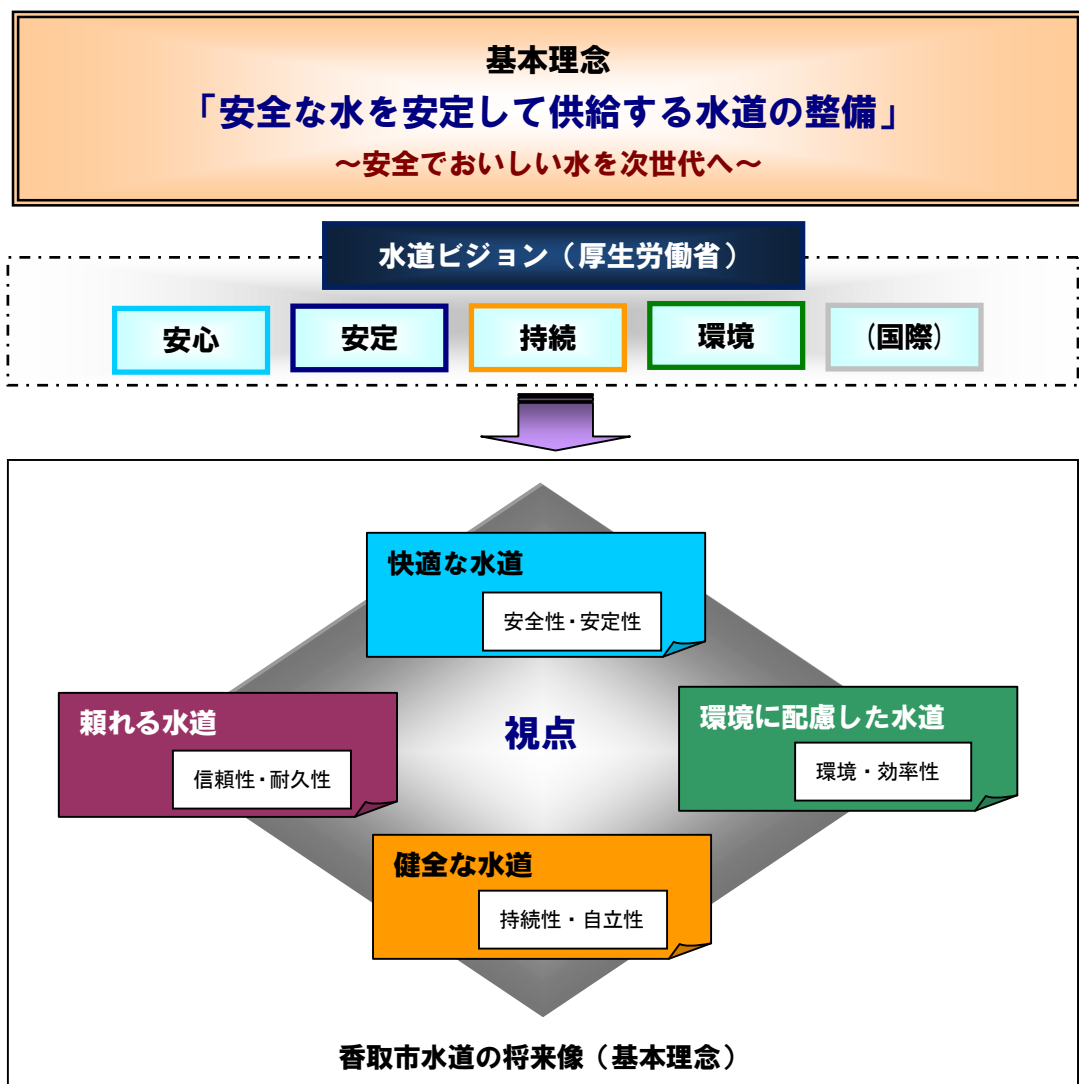 基本理念
「安全な水を安定して供給する水道の整備」
～安全でおいしい水を次世代へ～
水道ビジョン（厚生労働省）
安心
安定
持続
環境
（国際）
快適な水道
安全性・安定性
頼れる水道
信頼性・耐久性
視点
環境に配慮した水道
環境・効率性
健全な水道
持続性・自立性
香取市水道の将来像（基本理念）